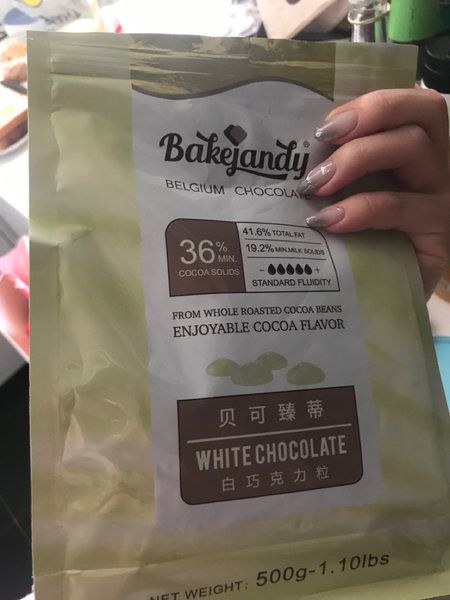 Bakejandy®
BELGIUM CHOCOLATE
36% MIN.
COCOA SOLIDS
41.6% TOTAL FAT
19.2% MIN.MILK SOLIDS
- +
STANDARD FLUIDITY
FROM WHOLE ROASTED COCOA BEANS
ENJOYABLE COCOA FLAVOR
贝可臻蒂
WHITE CHOCOLATE
白巧克力粒
NET WEIGHT: 500g-1.10lbs